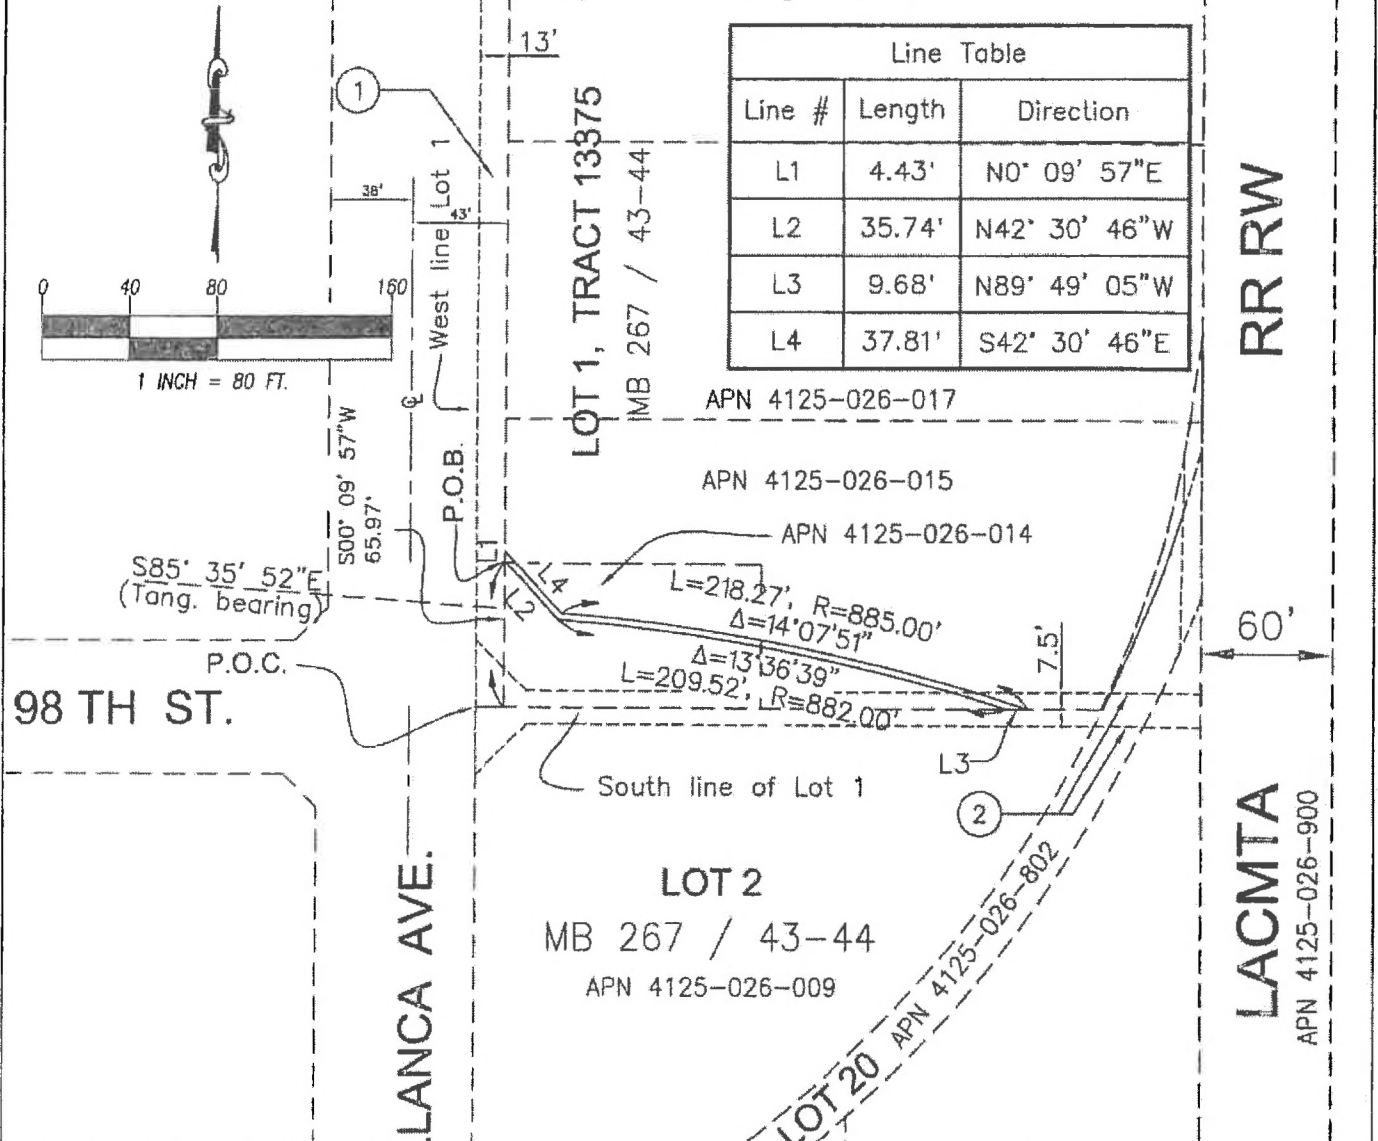 13'
1
Line Table
Line # Length Direction
L1 4.43' N0° 09' 57"E
L2 35.74' N42° 30' 46"W
L3 9.68' N89° 49' 05"W
L4 37.81' S42° 30' 46"E
38'
43'
West line Lot 1
LOT 1, TRACT 13375
MB 267 / 43-44
RR RW
0 40 80 160
1 INCH = 80 FT.
APN 4125-026-017
S00° 09' 57"W
65.97'
P.O.B.
APN 4125-026-015
APN 4125-026-014
L1
L4
L2
S85° 35' 52"E
(Tang. bearing)
L=218.27', R=885.00'
Δ=14°07'51"
Δ=13°36'39"
L=209.52', R=882.00'
7.5'
60'
P.O.C.
98 TH ST.
L3
South line of Lot 1
2
LOT 2
MB 267 / 43-44
APN 4125-026-009
LANCA AVE.
LOT 20 APN 4125-026-802
LACMTA
APN 4125-026-900